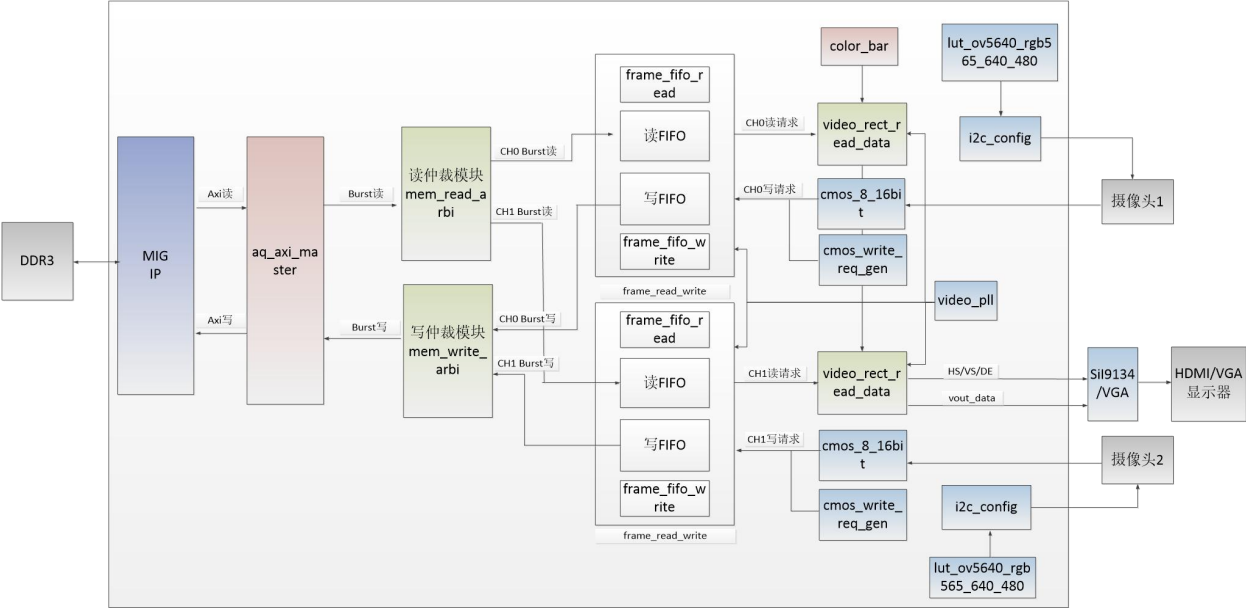 DDR3
MIG
IP
Axi读
Axi写
aq_axi_ma
ster
Burst读
Burst写
读仲裁模块
mem_read_a
rbi
写仲裁模块
mem_write_
arbi
CH0 Burst读
CH1 Burst读
CH0 Burst写
CH1 Burst写
frame_fifo_r
ead
读FIFO
写FIFO
frame_fifo_w
rite
frame_read_write
frame_fifo_r
ead
读FIFO
写FIFO
frame_fifo_w
rite
frame_read_write
CH0读请求
CH0写请求
CH1读请求
CH1写请求
color_bar
video_rect_r
ead_data
cmos_8_16bi
t
cmos_write_
req_gen
video_pll
video_rect_r
ead_data
HS/VS/DE
vout_data
cmos_8_16bi
t
cmos_write_
req_gen
lut_ov5640_rgb5
65_640_480
i2c_config
摄像头1
SiI9134
/VGA
HDMI/VGA
显示器
摄像头2
i2c_config
lut_ov5640_rgb
565_640_480